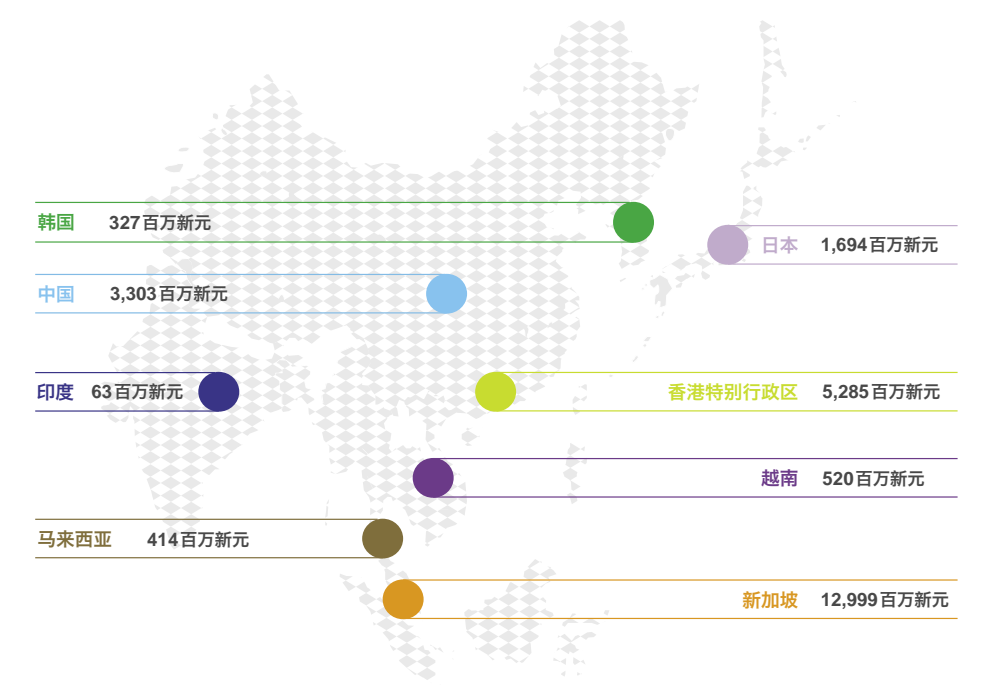 韩国 327百万新元
日本 1,694百万新元
中国 3,303百万新元
印度 63百万新元
香港特别行政区 5,285百万新元
越南 520百万新元
马来西亚 414百万新元
新加坡 12,999百万新元